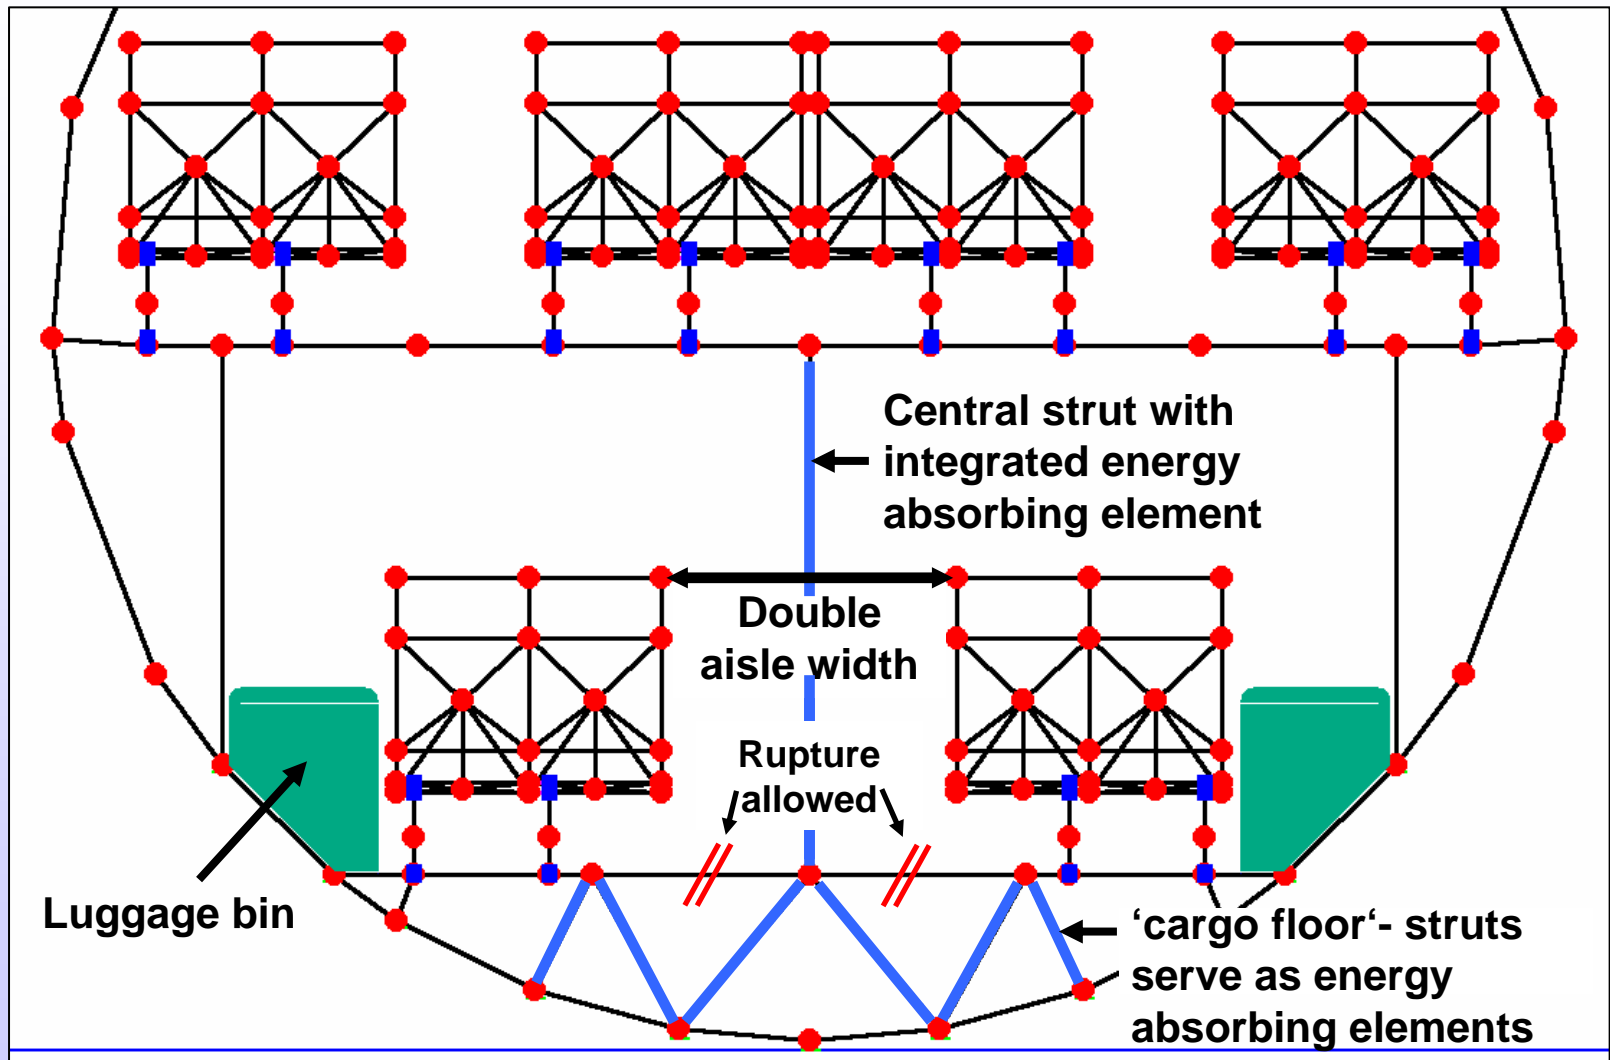 Central strut with
integrated energy
absorbing element
Double
aisle width
Rupture
allowed
Luggage bin
‘cargo floor‘- struts
serve as energy
absorbing elements